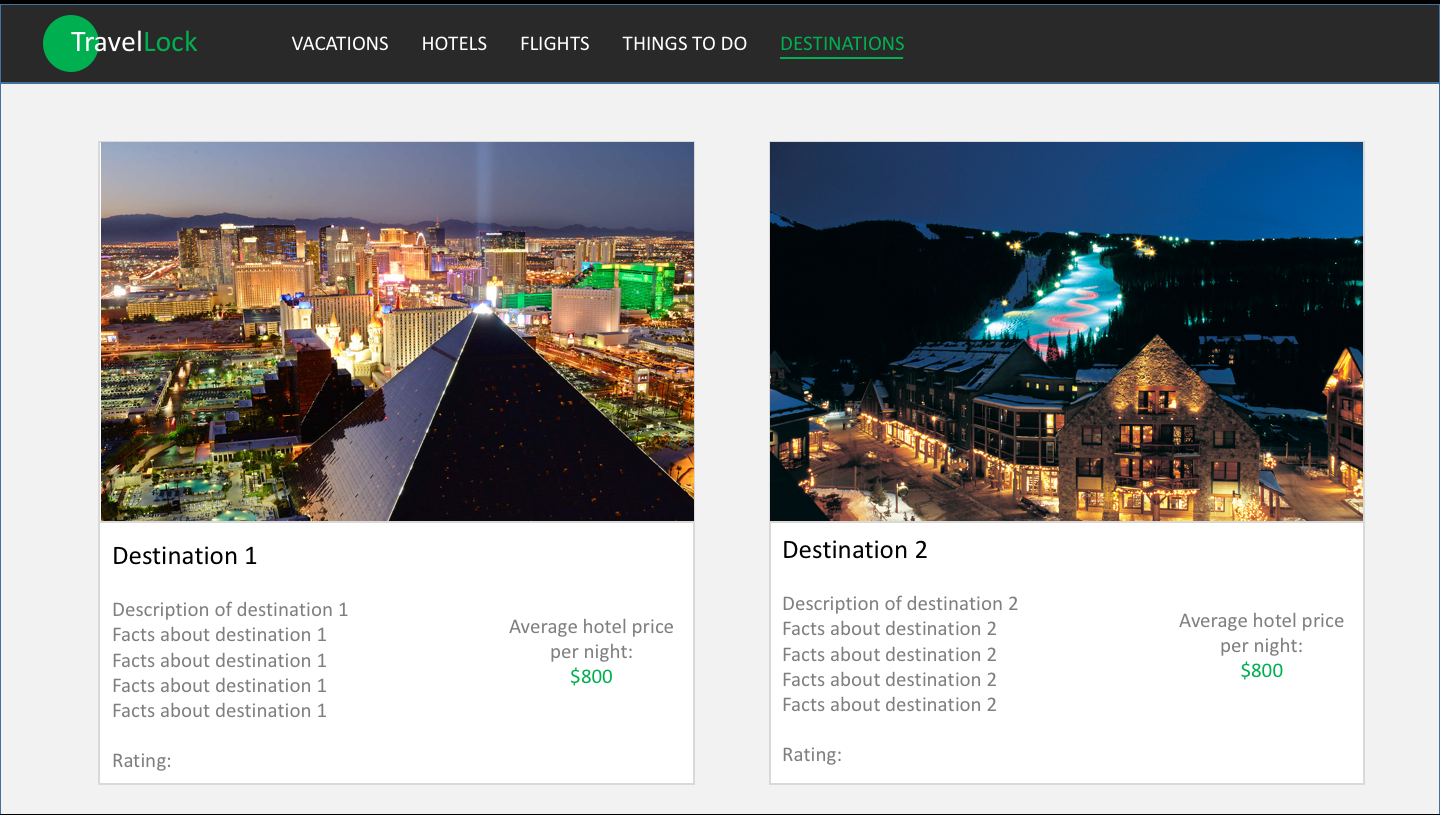 TravelLock
VACATIONS HOTELS FLIGHTS THINGS TO DO DESTINATIONS
Destination 1
Description of destination 1
Facts about destination 1
Facts about destination 1
Facts about destination 1
Facts about destination 1
Rating:
Average hotel price
per night:
$800
Destination 2
Description of destination 2
Facts about destination 2
Facts about destination 2
Facts about destination 2
Facts about destination 2
Rating:
Average hotel price
per night:
$800